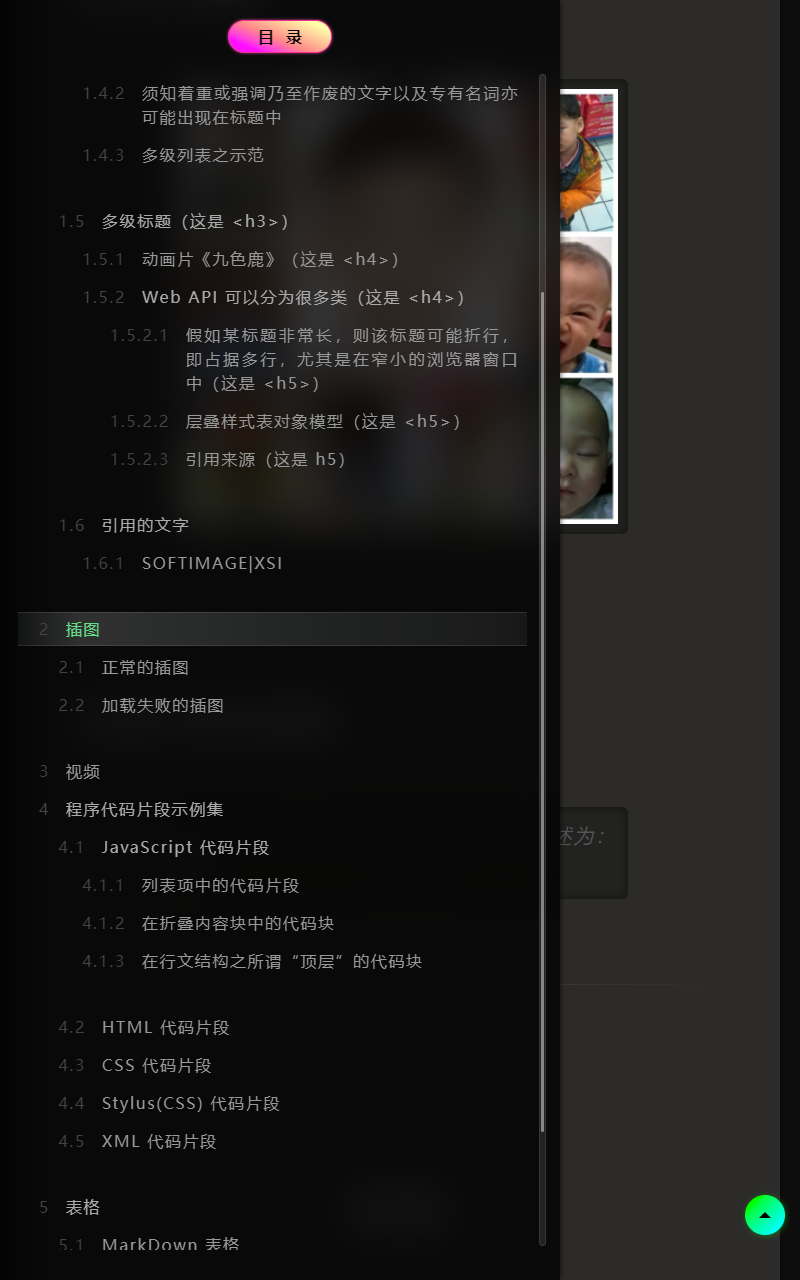 目 录
1.4.2 须知着重或强调乃至作废的文字以及专有名词亦
可能出现在标题中
1.4.3 多级列表之示范
1.5 多级标题（这是 <h3>）
1.5.1 动画片《九色鹿》（这是 <h4>）
1.5.2 Web API 可以分为很多类（这是 <h4>）
1.5.2.1 假如某标题非常长，则该标题可能折行，
即占据多行，尤其是在窄小的浏览器窗口
中（这是 <h5>）
1.5.2.2 层叠样式表对象模型（这是 <h5>）
1.5.2.3 引用来源（这是 h5）
1.6 引用的文字
1.6.1 SOFTIMAGE|XSI
2 插图
2.1 正常的插图
2.2 加载失败的插图
3 视频
4 程序代码片段示例集
述为：
4.1 JavaScript 代码片段
4.1.1 列表项中的代码片段
4.1.2 在折叠内容块中的代码块
4.1.3 在行文结构之所谓“顶层”的代码块
4.2 HTML 代码片段
4.3 CSS 代码片段
4.4 Stylus(CSS) 代码片段
4.5 XML 代码片段
5 表格
5.1 MarkDown 表格